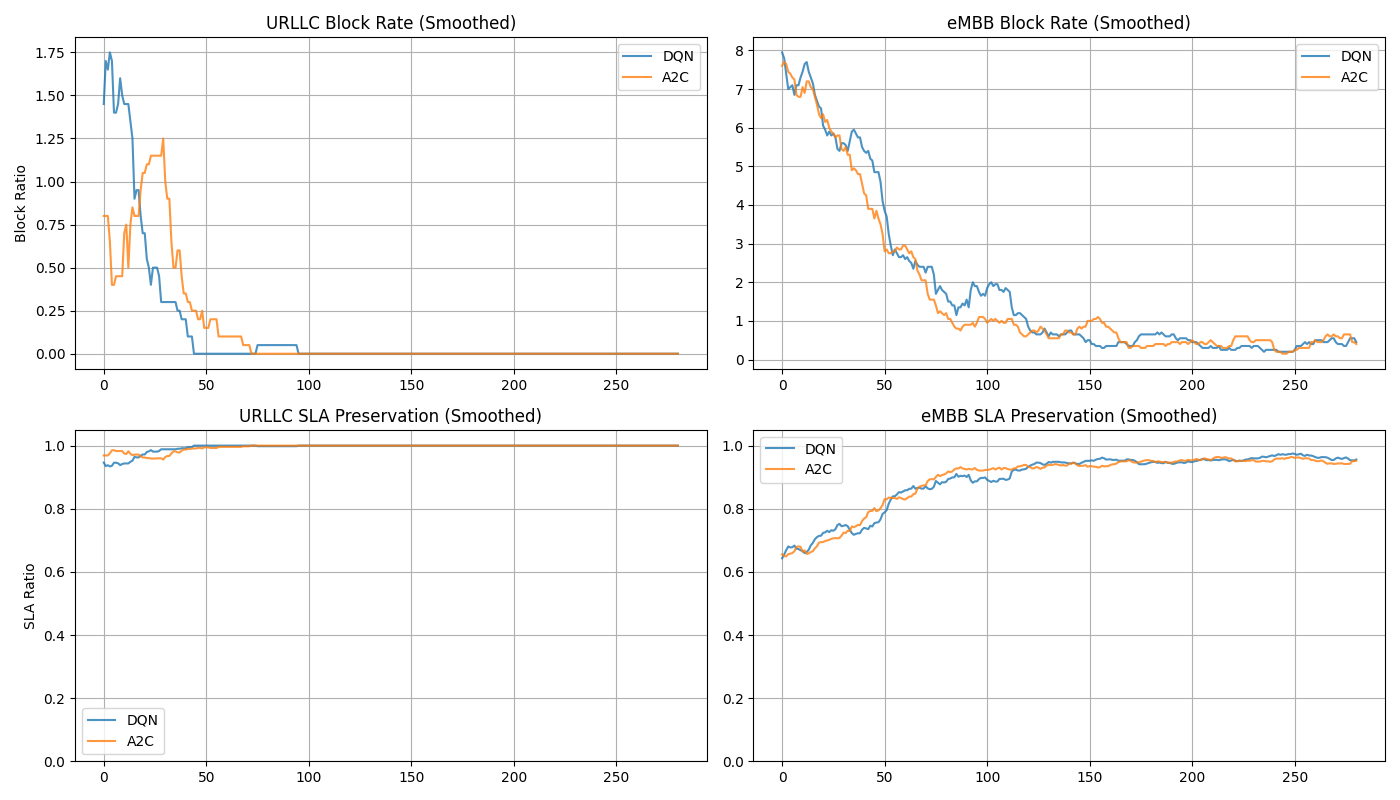 URLLC Block Rate (Smoothed)
Block Ratio
1.75
1.50
1.25
1.00
0.75
0.50
0.25
0.00
0 50 100 150 200 250
DQN
A2C
eMBB Block Rate (Smoothed)
8
7
6
5
4
3
2
1
0
0 50 100 150 200 250
DQN
A2C
URLLC SLA Preservation (Smoothed)
SLA Ratio
1.0
0.8
0.6
0.4
0.2
0.0
0 50 100 150 200 250
DQN
A2C
eMBB SLA Preservation (Smoothed)
1.0
0.8
0.6
0.4
0.2
0.0
0 50 100 150 200 250
DQN
A2C